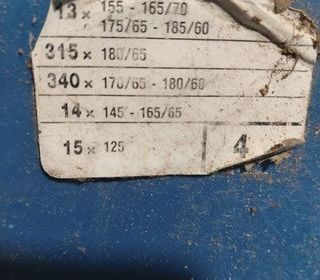 13 x 155 - 165/70
175/65 - 185/60
315 x 180/65
340 x 170/65 - 180/60
14 x 145 - 165/65
15 x 125
4